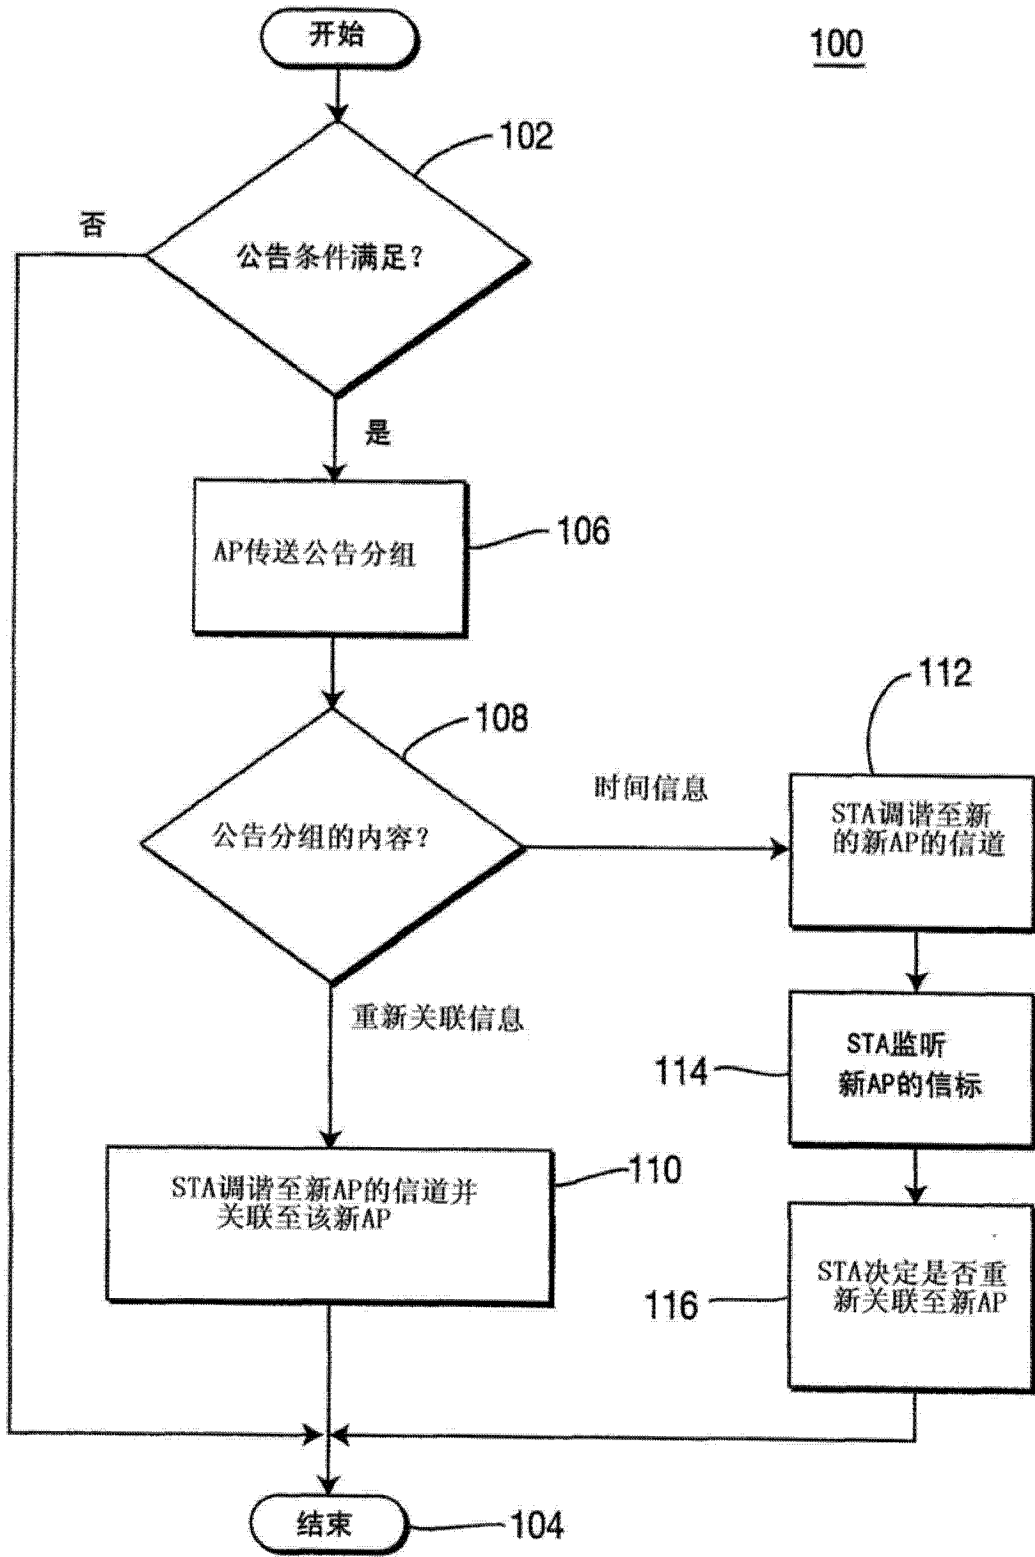 开始
100
102
否
公告条件满足?
是
AP传送公告分组
106
112
108
时间信息
STA调谐至新
的新AP的信道
公告分组的内容?
重新关联信息
STA监听
新AP的信标
114
110
STA调谐至新AP的信道并
关联至该新AP
STA决定是否重
新关联至新AP
116
结束
104